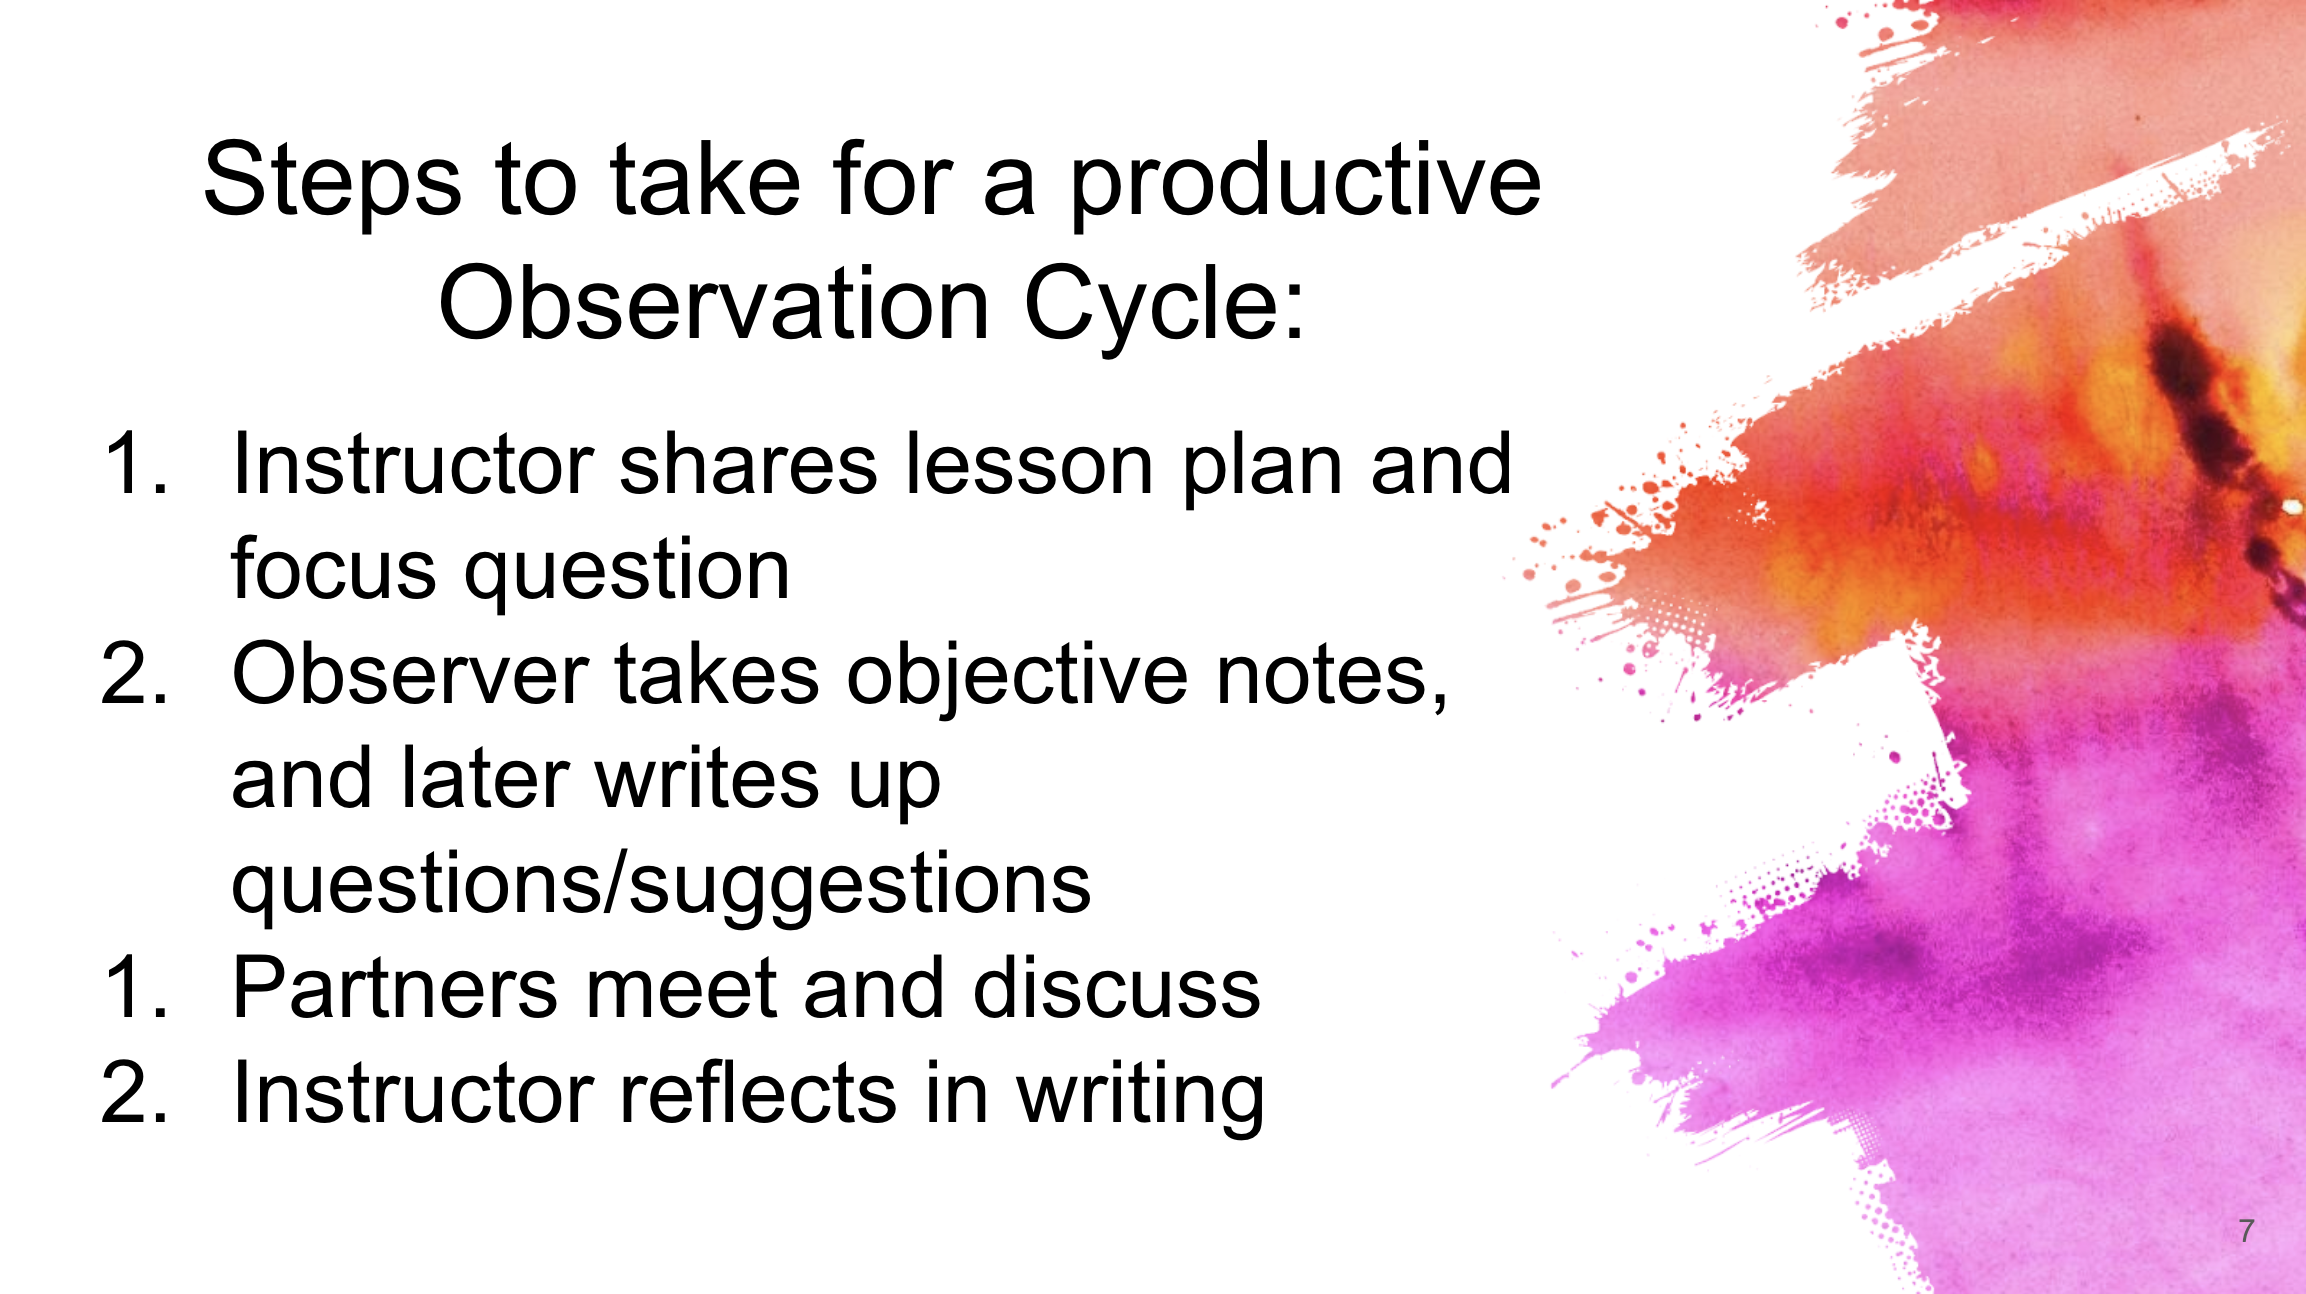 Steps to take for a productive
Observation Cycle:
1. Instructor shares lesson plan and
focus question
2. Observer takes objective notes,
and later writes up
questions/suggestions
1. Partners meet and discuss
2. Instructor reflects in writing
7